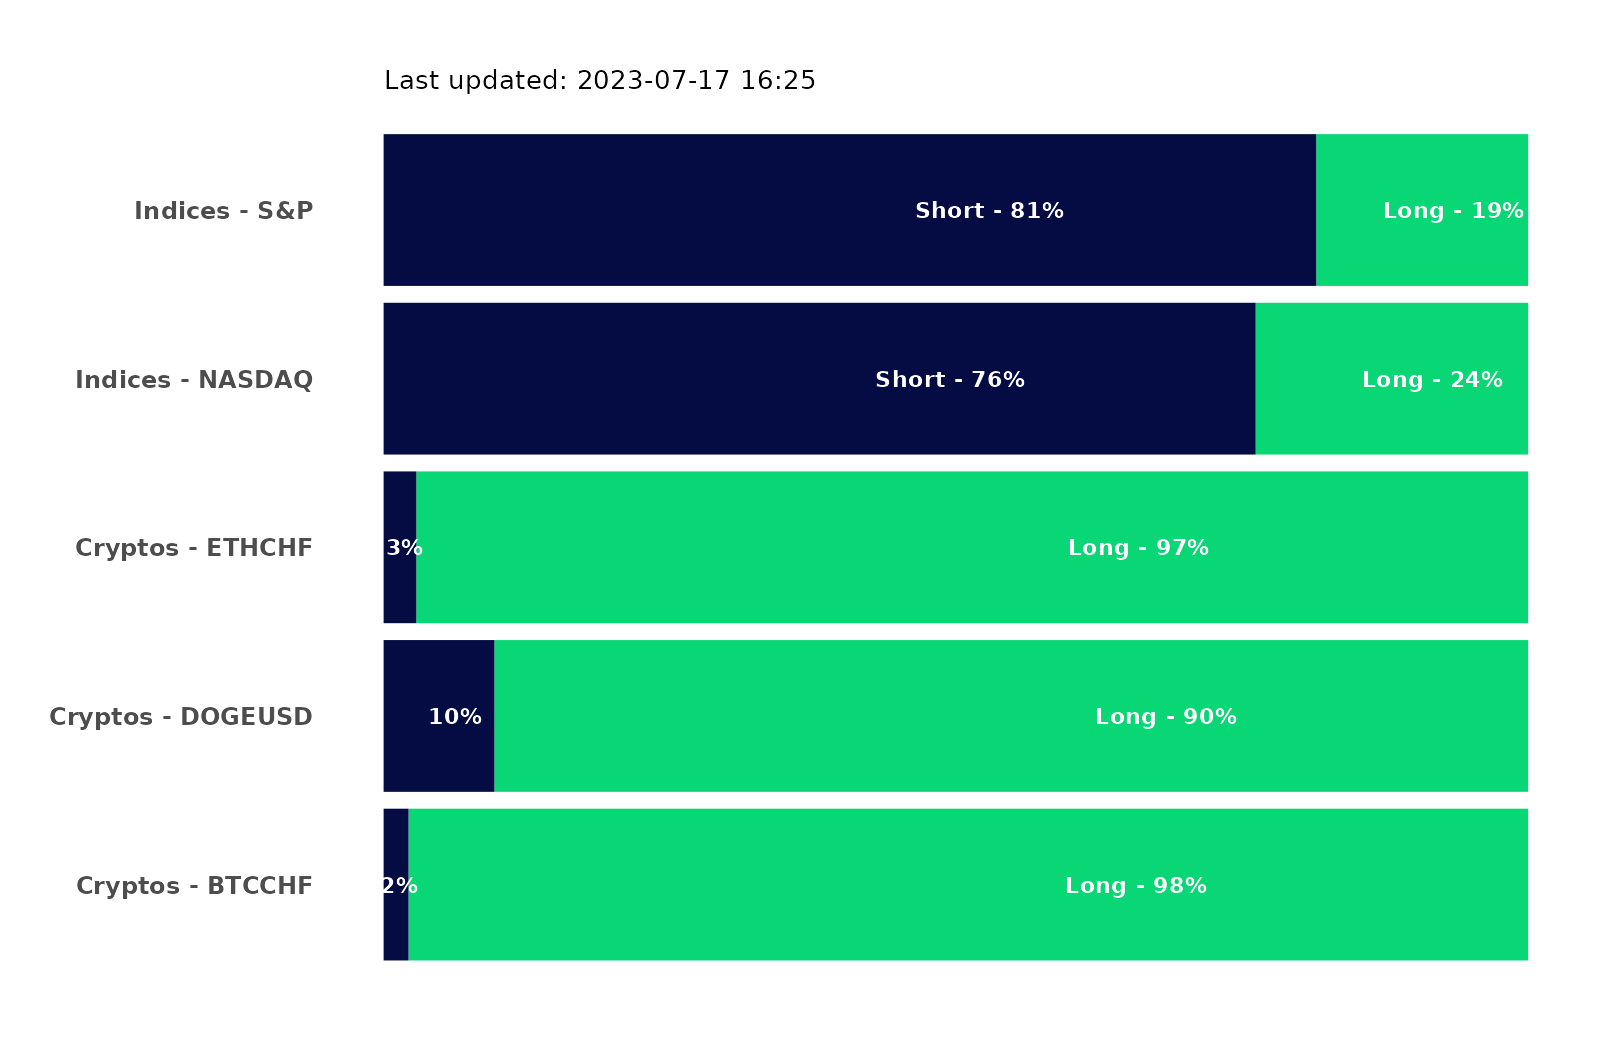 Last updated: 2023-07-17 16:25
Indices - S&P Short - 81% Long - 19%
Indices - NASDAQ Short - 76% Long - 24%
Cryptos - ETHCHF 3% Long - 97%
Cryptos - DOGEUSD 10% Long - 90%
Cryptos - BTCCHF 2% Long - 98%